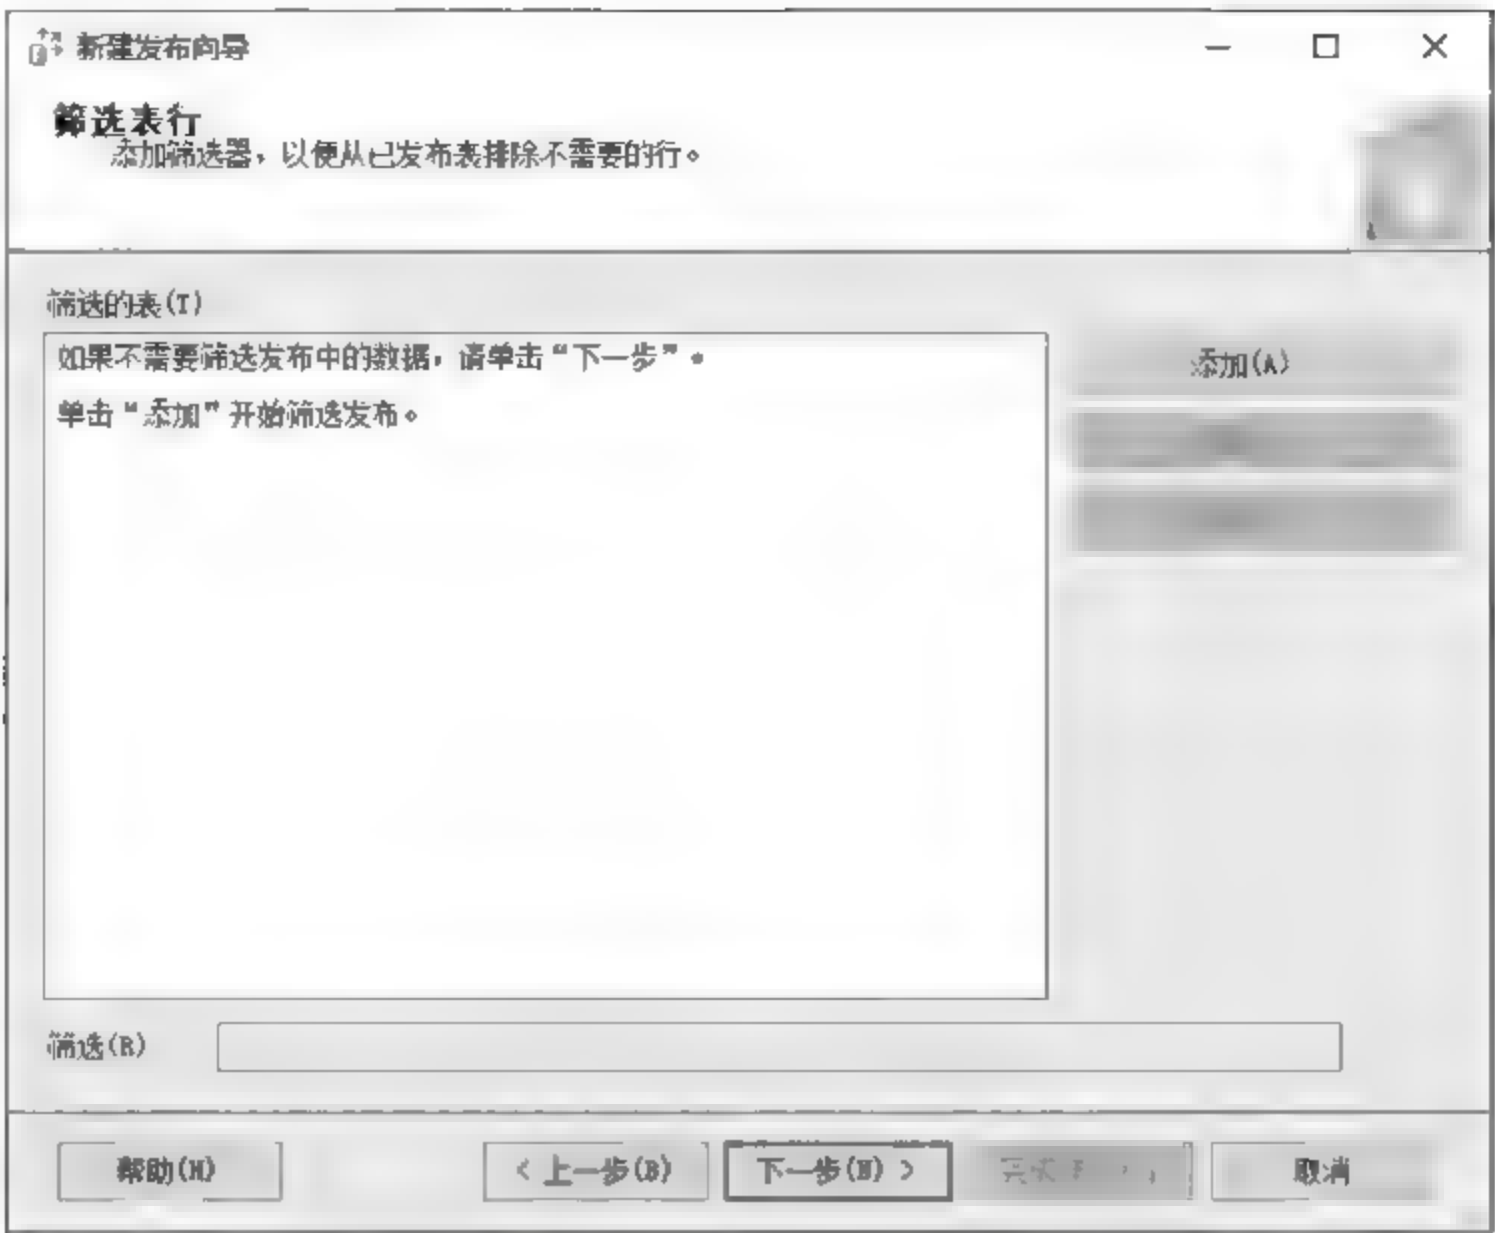 新建发布向导
筛选表行
添加筛选器，以便从已发布表排除不需要的行。
筛选的表(T)
如果不需要筛选发布中的数据，请单击“下一步”。
单击“添加”开始筛选发布。
添加(A)
筛选(R)
帮助(H)
< 上一步(B)
下一步(N) >
取消